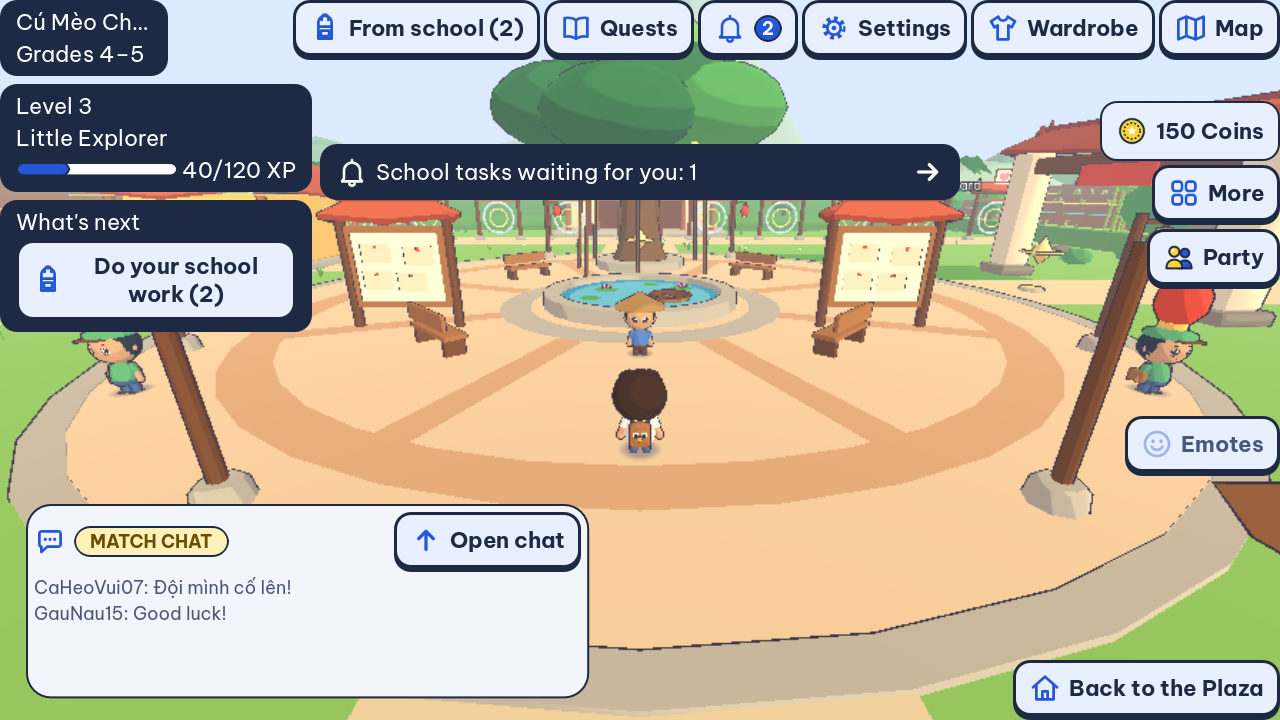 Cú Mèo Ch...
Grades 4–5
From school (2)
Quests
2
Settings
Wardrobe
Map
Level 3
Little Explorer
40/120 XP
150 Coins
School tasks waiting for you: 1
More
What's next
Do your school
work (2)
Party
Emotes
MATCH CHAT
Open chat
CaHeoVui07: Đội mình cố lên!
GauNau15: Good luck!
Back to the Plaza